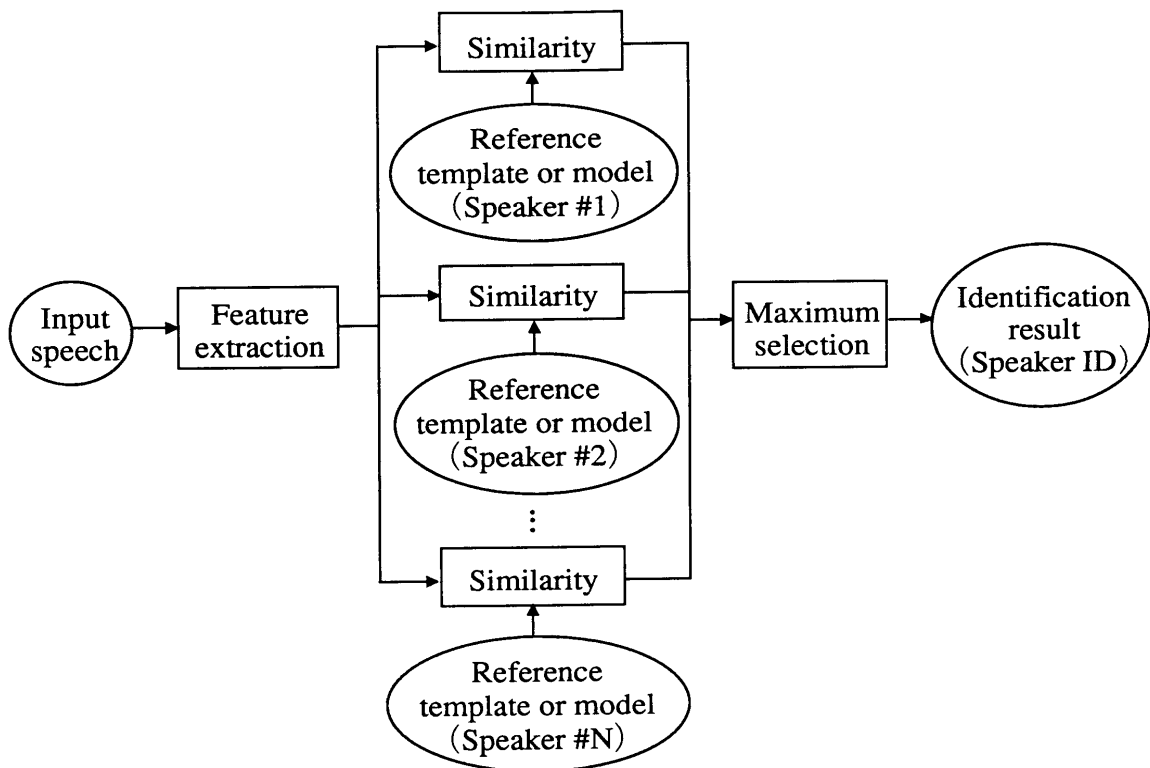 Input
speech
Feature
extraction
Similarity
Reference
template or model
(Speaker #1)
Similarity
Reference
template or model
(Speaker #2)
⋮
Similarity
Reference
template or model
(Speaker #N)
Maximum
selection
Identification
result
(Speaker ID)